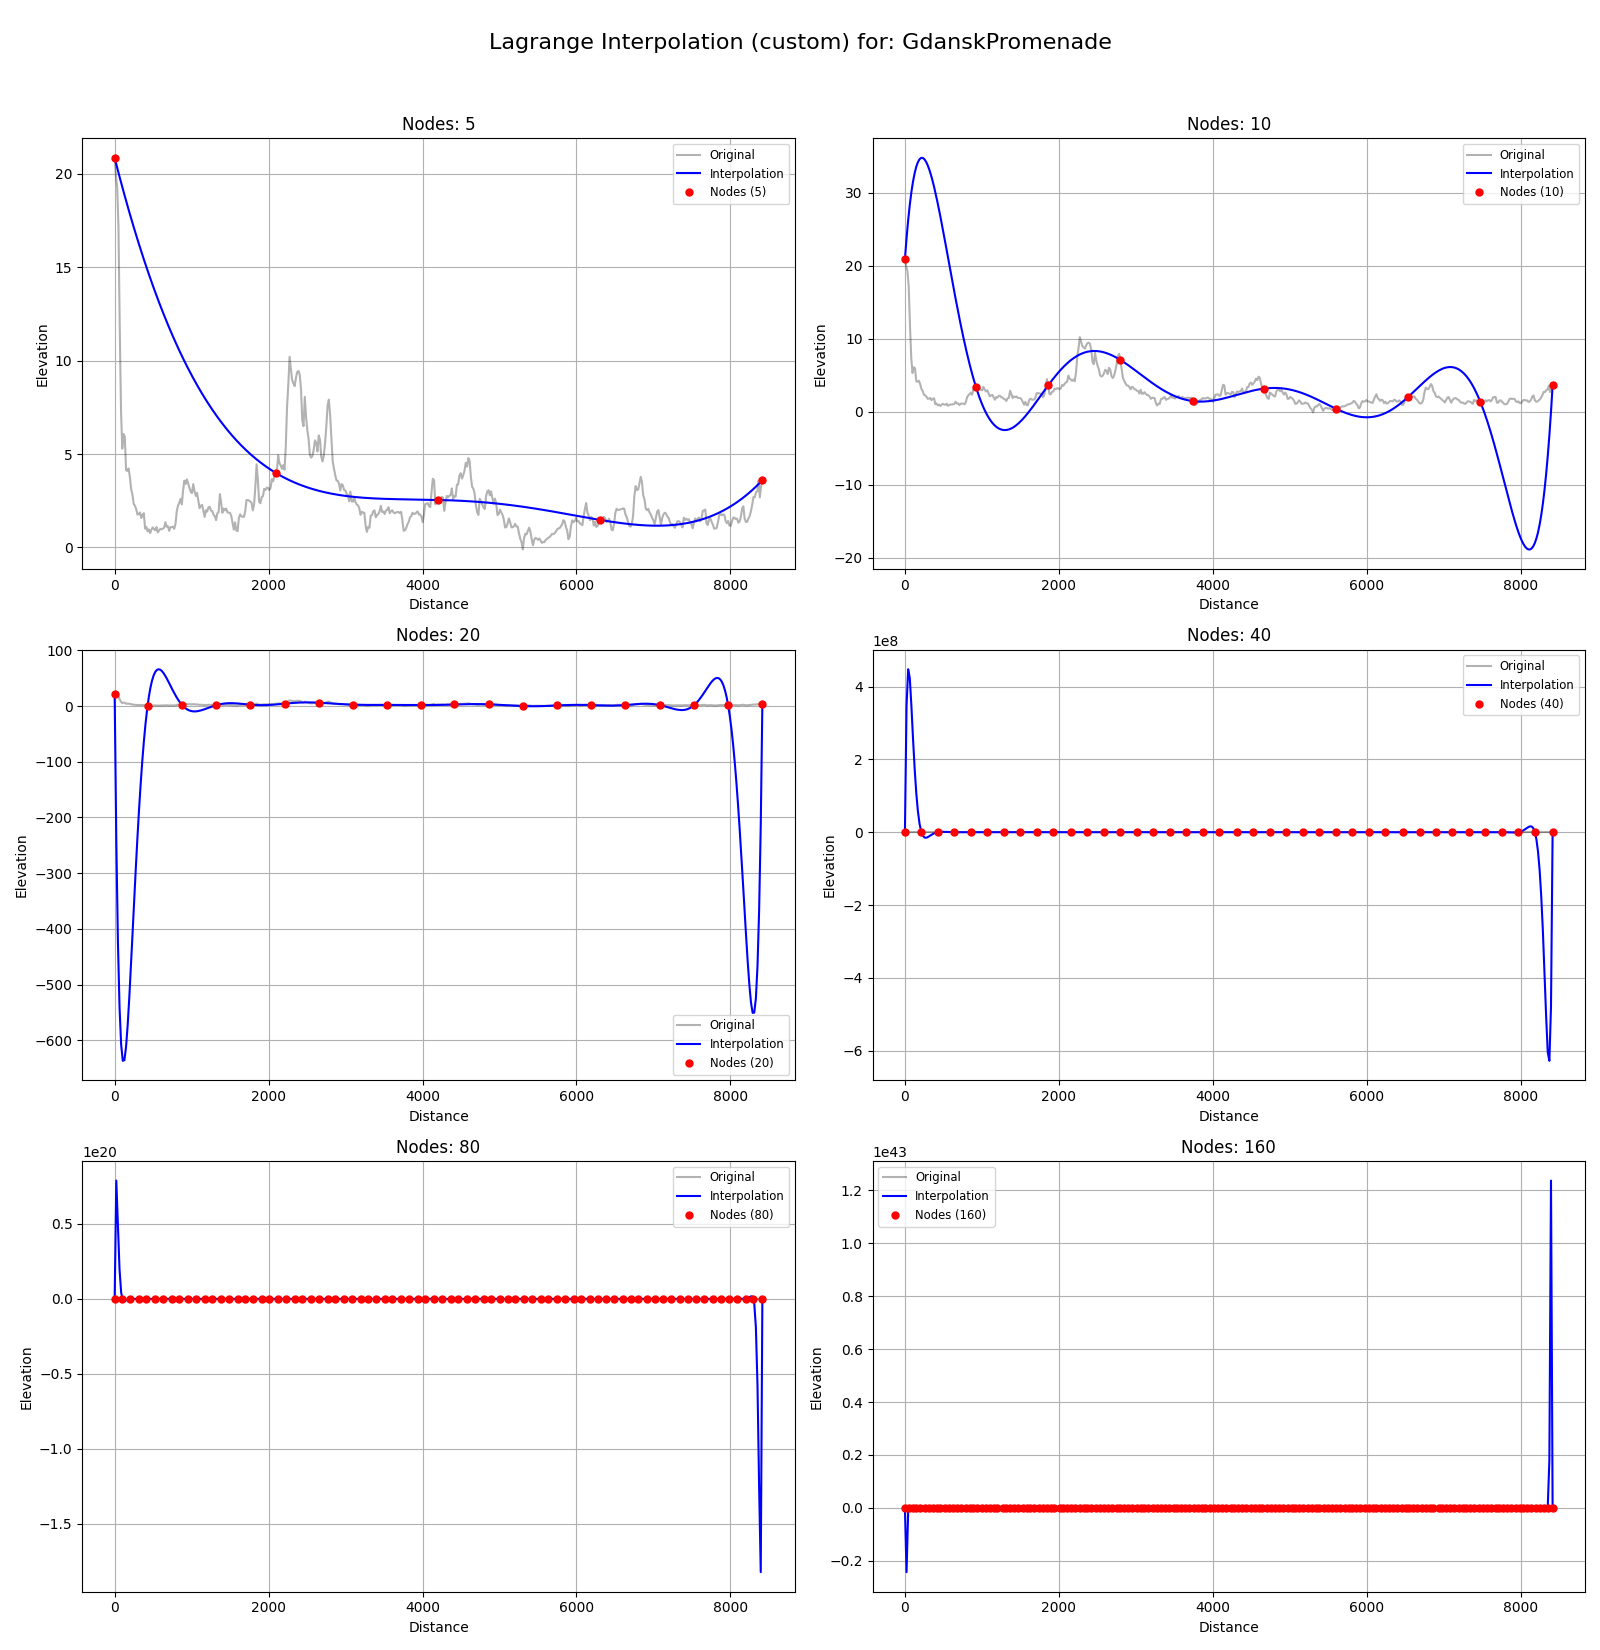 Lagrange Interpolation (custom) for: GdanskPromenade
Nodes: 5
Original
Interpolation
Nodes (5)
20
15
10
5
0
Elevation
0 2000 4000 6000 8000
Distance
Nodes: 10
Original
Interpolation
Nodes (10)
30
20
10
0
−10
−20
Elevation
0 2000 4000 6000 8000
Distance
Nodes: 20
100
0
−100
−200
−300
−400
−500
−600
Elevation
Original
Interpolation
Nodes (20)
0 2000 4000 6000 8000
Distance
Nodes: 40
1e8
Original
Interpolation
Nodes (40)
4
2
0
−2
−4
−6
Elevation
0 2000 4000 6000 8000
Distance
Nodes: 80
1e20
Original
Interpolation
Nodes (80)
0.5
0.0
−0.5
−1.0
−1.5
Elevation
0 2000 4000 6000 8000
Distance
Nodes: 160
1e43
Original
Interpolation
Nodes (160)
1.2
1.0
0.8
0.6
0.4
0.2
0.0
−0.2
Elevation
0 2000 4000 6000 8000
Distance